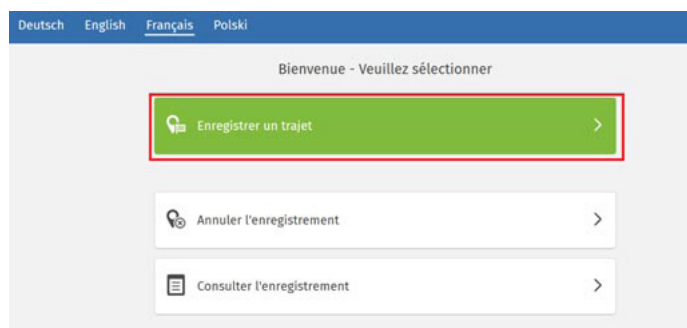 Deutsch English Français Polski
Bienvenue - Veuillez sélectionner
Enregistrer un trajet
Annuler l'enregistrement
Consulter l'enregistrement